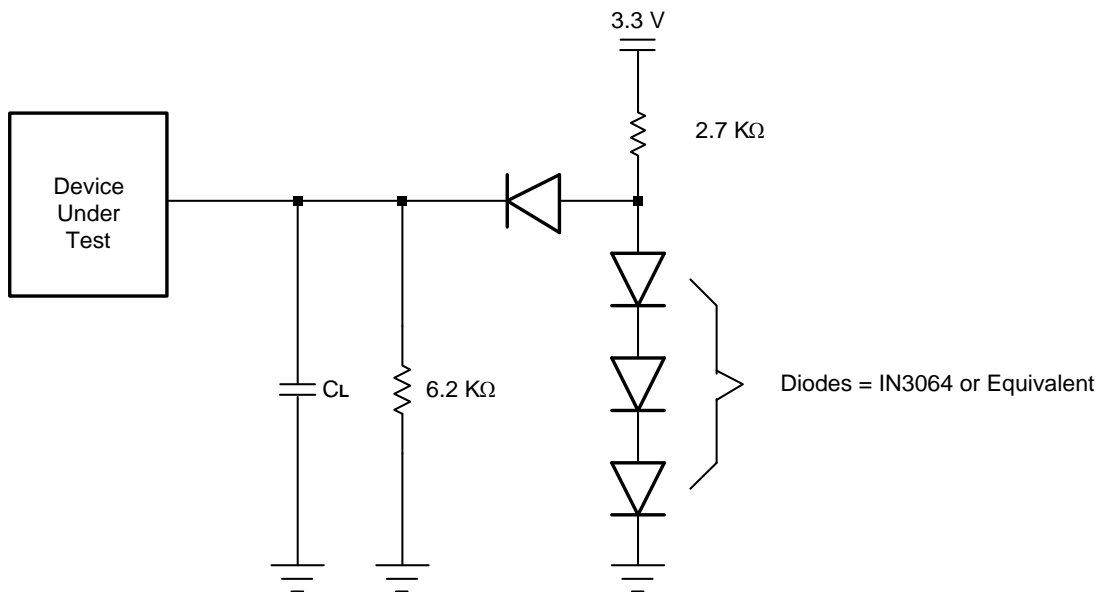 3.3 V
2.7 KΩ
Device
Under
Test
CL
6.2 KΩ
Diodes = IN3064 or Equivalent